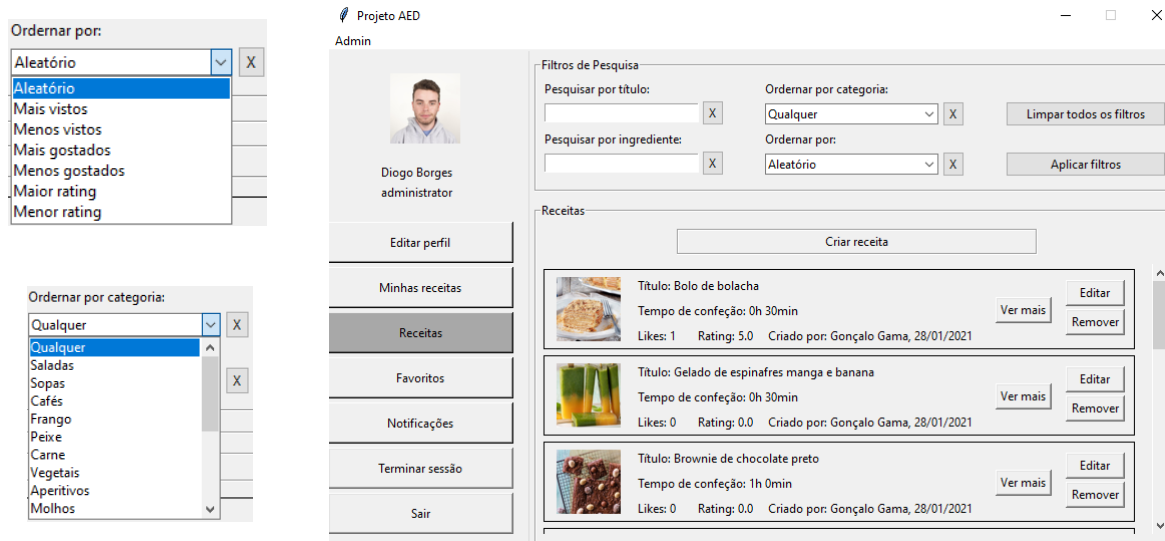 Ordernar por:
Aleatório X
Aleatório
Mais vistos
Menos vistos
Mais gostados
Menos gostados
Maior rating
Menor rating
Ordernar por categoria:
Qualquer X
Qualquer
Saladas X
Sopas
Cafés
Frango
Peixe
Carne
Vegetais
Aperitivos
Molhos
Projeto AED
Admin
Diogo Borges
administrator
Editar perfil
Minhas receitas
Receitas
Favoritos
Notificações
Terminar sessão
Sair
Filtros de Pesquisa
Pesquisar por título: Ordernar por categoria:
X Qualquer X Limpar todos os filtros
Pesquisar por ingrediente: Ordernar por:
X Aleatório X Aplicar filtros
Receitas
Criar receita
Título: Bolo de bolacha
Tempo de confeção: 0h 30min
Likes: 1 Rating: 5.0 Criado por: Gonçalo Gama, 28/01/2021
Ver mais
Editar
Remover
Título: Gelado de espinafres manga e banana
Tempo de confeção: 0h 30min
Likes: 0 Rating: 0.0 Criado por: Gonçalo Gama, 28/01/2021
Ver mais
Editar
Remover
Título: Brownie de chocolate preto
Tempo de confeção: 1h 0min
Likes: 0 Rating: 0.0 Criado por: Gonçalo Gama, 28/01/2021
Ver mais
Editar
Remover